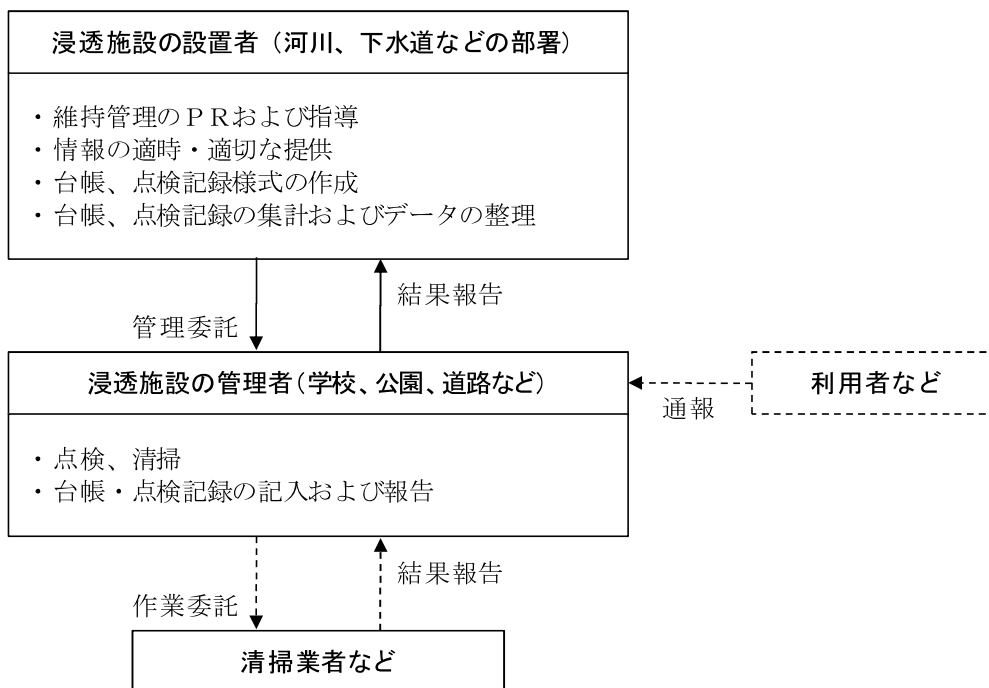 浸透施設の設置者（河川、下水道などの部署）
・維持管理のＰＲおよび指導
・情報の適時・適切な提供
・台帳、点検記録様式の作成
・台帳、点検記録の集計およびデータの整理
結果報告
管理委託
浸透施設の管理者（学校、公園、道路など）
利用者など
通報
・点検、清掃
・台帳・点検記録の記入および報告
結果報告
作業委託
清掃業者など